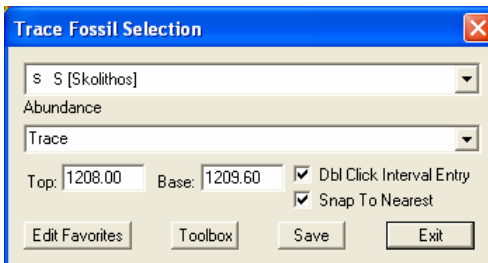 Trace Fossil Selection
s S [Skolithos]
Abundance
Trace
Top: 1208.00 Base: 1209.60 Dbl Click Interval Entry
Snap To Nearest
Edit Favorites Toolbox Save Exit